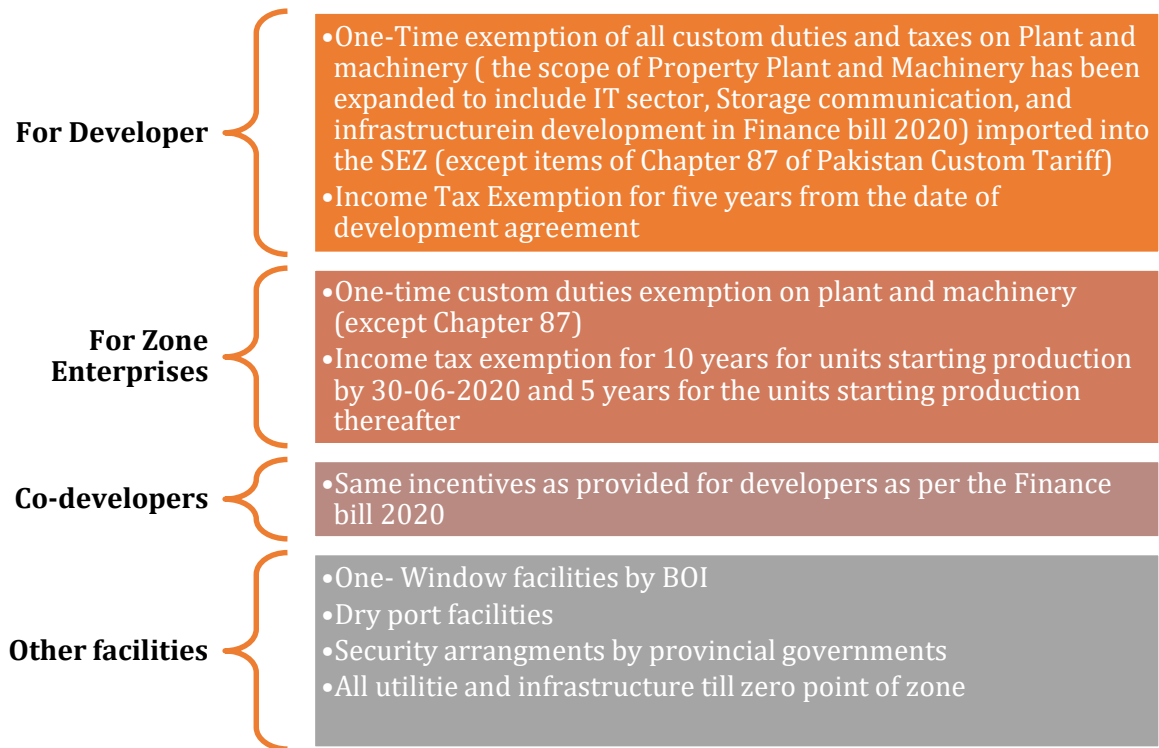 For Developer
•One-Time exemption of all custom duties and taxes on Plant and
machinery ( the scope of Property Plant and Machinery has been
expanded to include IT sector, Storage communication, and
infrastructurein development in Finance bill 2020) imported into
the SEZ (except items of Chapter 87 of Pakistan Custom Tariff)
•Income Tax Exemption for five years from the date of
development agreement
For Zone
Enterprises
•One-time custom duties exemption on plant and machinery
(except Chapter 87)
•Income tax exemption for 10 years for units starting production
by 30-06-2020 and 5 years for the units starting production
thereafter
Co-developers
•Same incentives as provided for developers as per the Finance
bill 2020
Other facilities
•One- Window facilities by BOI
•Dry port facilities
•Security arrangments by provincial governments
•All utilitie and infrastructure till zero point of zone